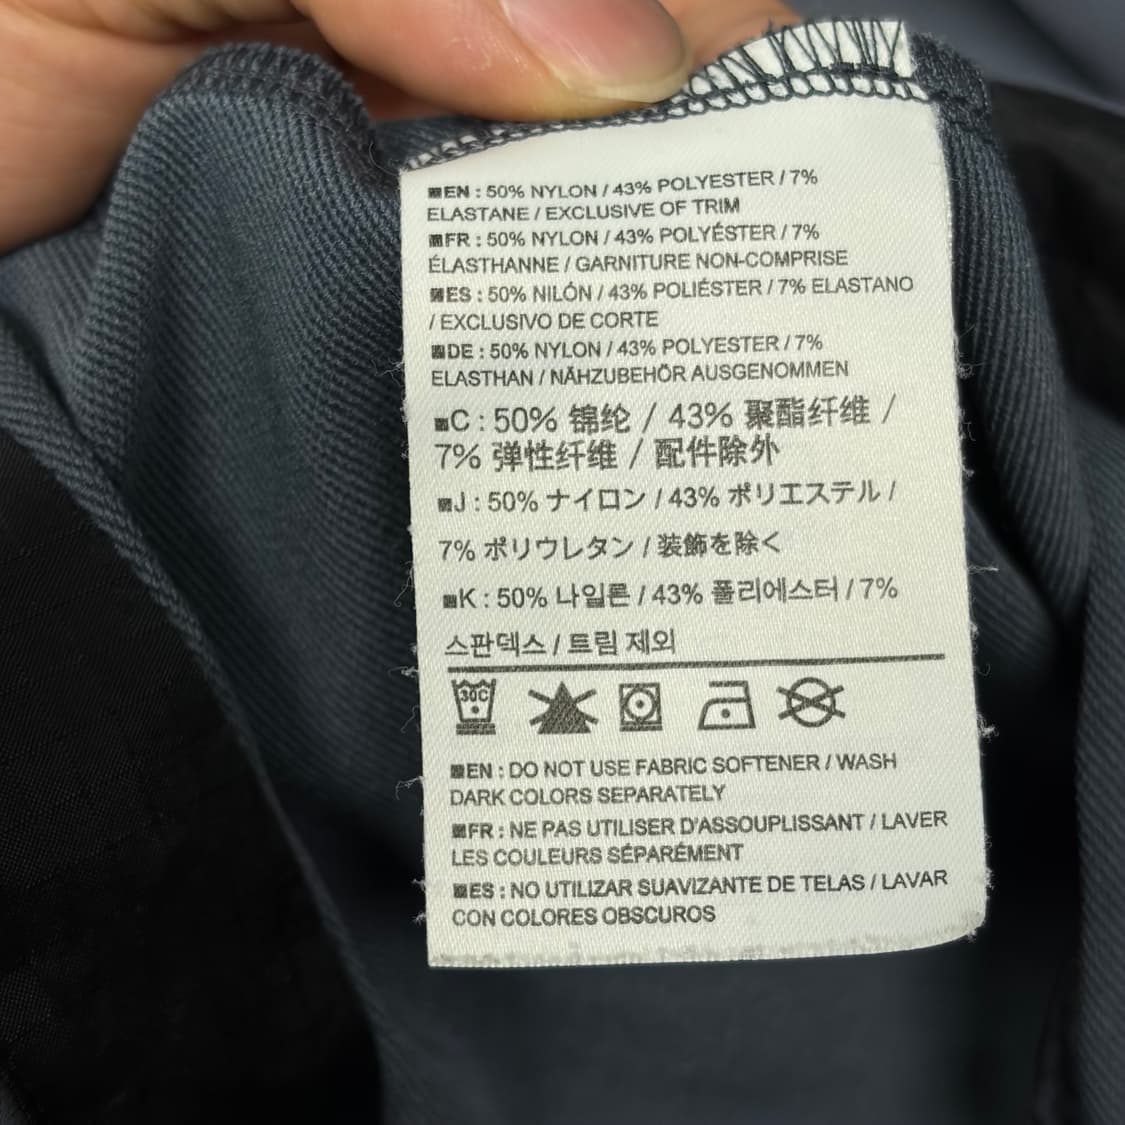 EN : 50% NYLON / 43% POLYESTER / 7%
ELASTANE / EXCLUSIVE OF TRIM
FR : 50% NYLON / 43% POLYÉSTER / 7%
ÉLASTHANNE / GARNITURE NON-COMPRISE
ES : 50% NILÓN / 43% POLIÉSTER / 7% ELASTANO
/ EXCLUSIVO DE CORTE
DE : 50% NYLON / 43% POLYESTER / 7%
ELASTHAN / NÄHZUBEHÖR AUSGENOMMEN
C : 50% 锦纶 / 43% 聚酯纤维 /
7% 弹性纤维 / 配件除外
J : 50% ナイロン / 43% ポリエステル /
7% ポリウレタン / 装飾を除く
K : 50% 나일론 / 43% 폴리에스터 / 7%
스판덱스 / 트림 제외
30C
EN : DO NOT USE FABRIC SOFTENER / WASH
DARK COLORS SEPARATELY
FR : NE PAS UTILISER D'ASSOUPLISSANT / LAVER
LES COULEURS SÉPARÉMENT
ES : NO UTILIZAR SUAVIZANTE DE TELAS / LAVAR
CON COLORES OBSCUROS